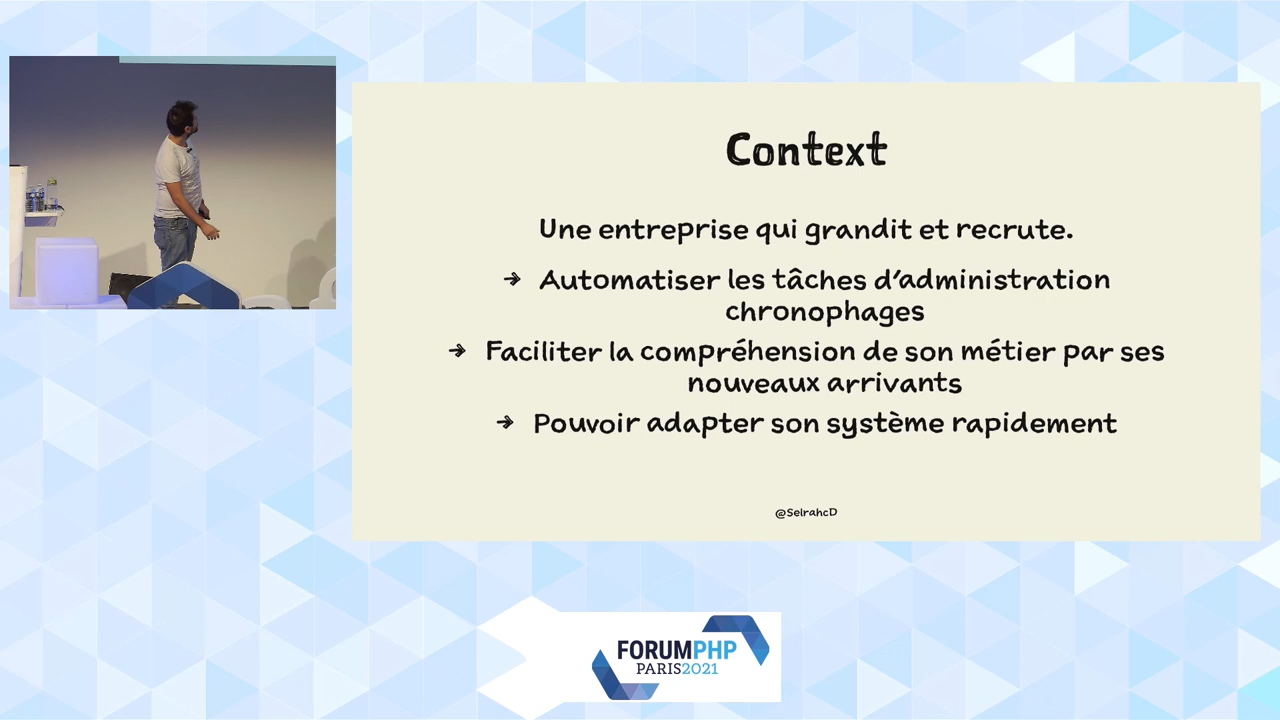 Context
Une entreprise qui grandit et recrute.
→ Automatiser les tâches d’administration
chronophages
→ Faciliter la compréhension de son métier par ses
nouveaux arrivants
→ Pouvoir adapter son système rapidement
@SelrahcD
FORUMPHP
PARIS2021